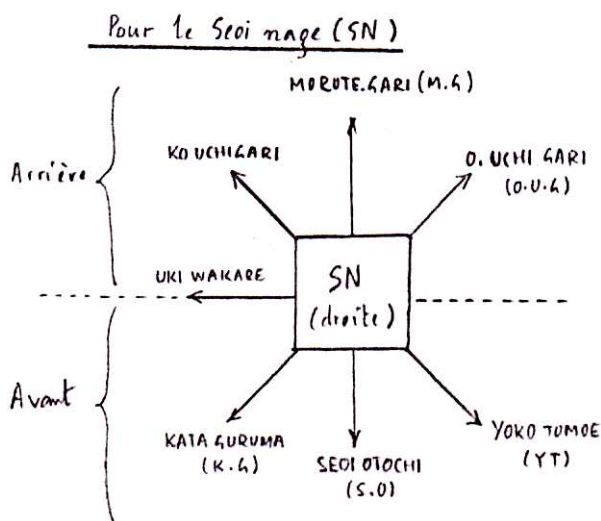 Pour le Seoi nage (SN)
MOROTE.GARI (M.G)
Arrière
KO UCHIGARI
O. UCHI GARI
(O.U.G)
UKI WAKARE
SN
(droite)
Avant
KATA GURUMA
(K.G)
SEOI OTOCHI
(S.O)
YOKO TOMOE
(YT)